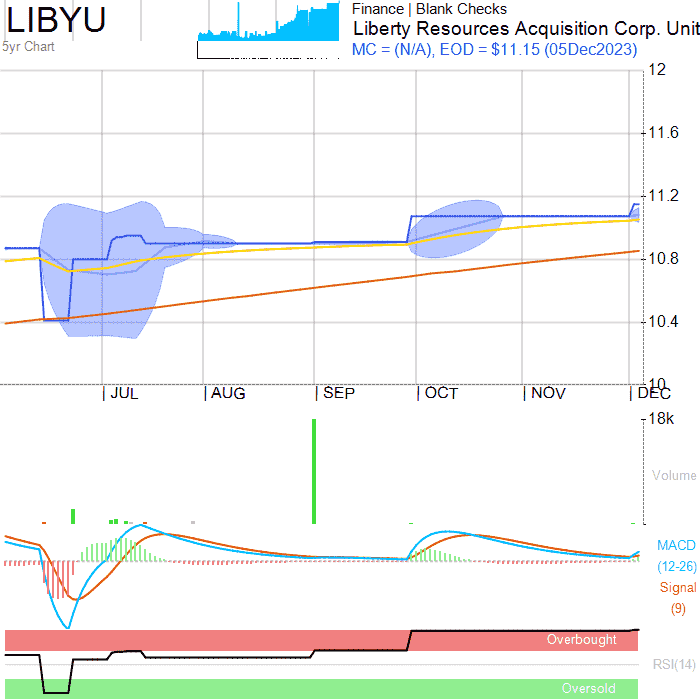 LIBYU
5yr Chart
Finance | Blank Checks
Liberty Resources Acquisition Corp. Unit
MC = (N/A), EOD = $11.15 (05Dec2023)
12
11.6
11.2
10.8
10.4
10
| JUL | AUG | SEP | OCT | NOV | DEC
18k
Volume
MACD
(12-26)
Signal
(9)
Overbought
RSI(14)
Oversold